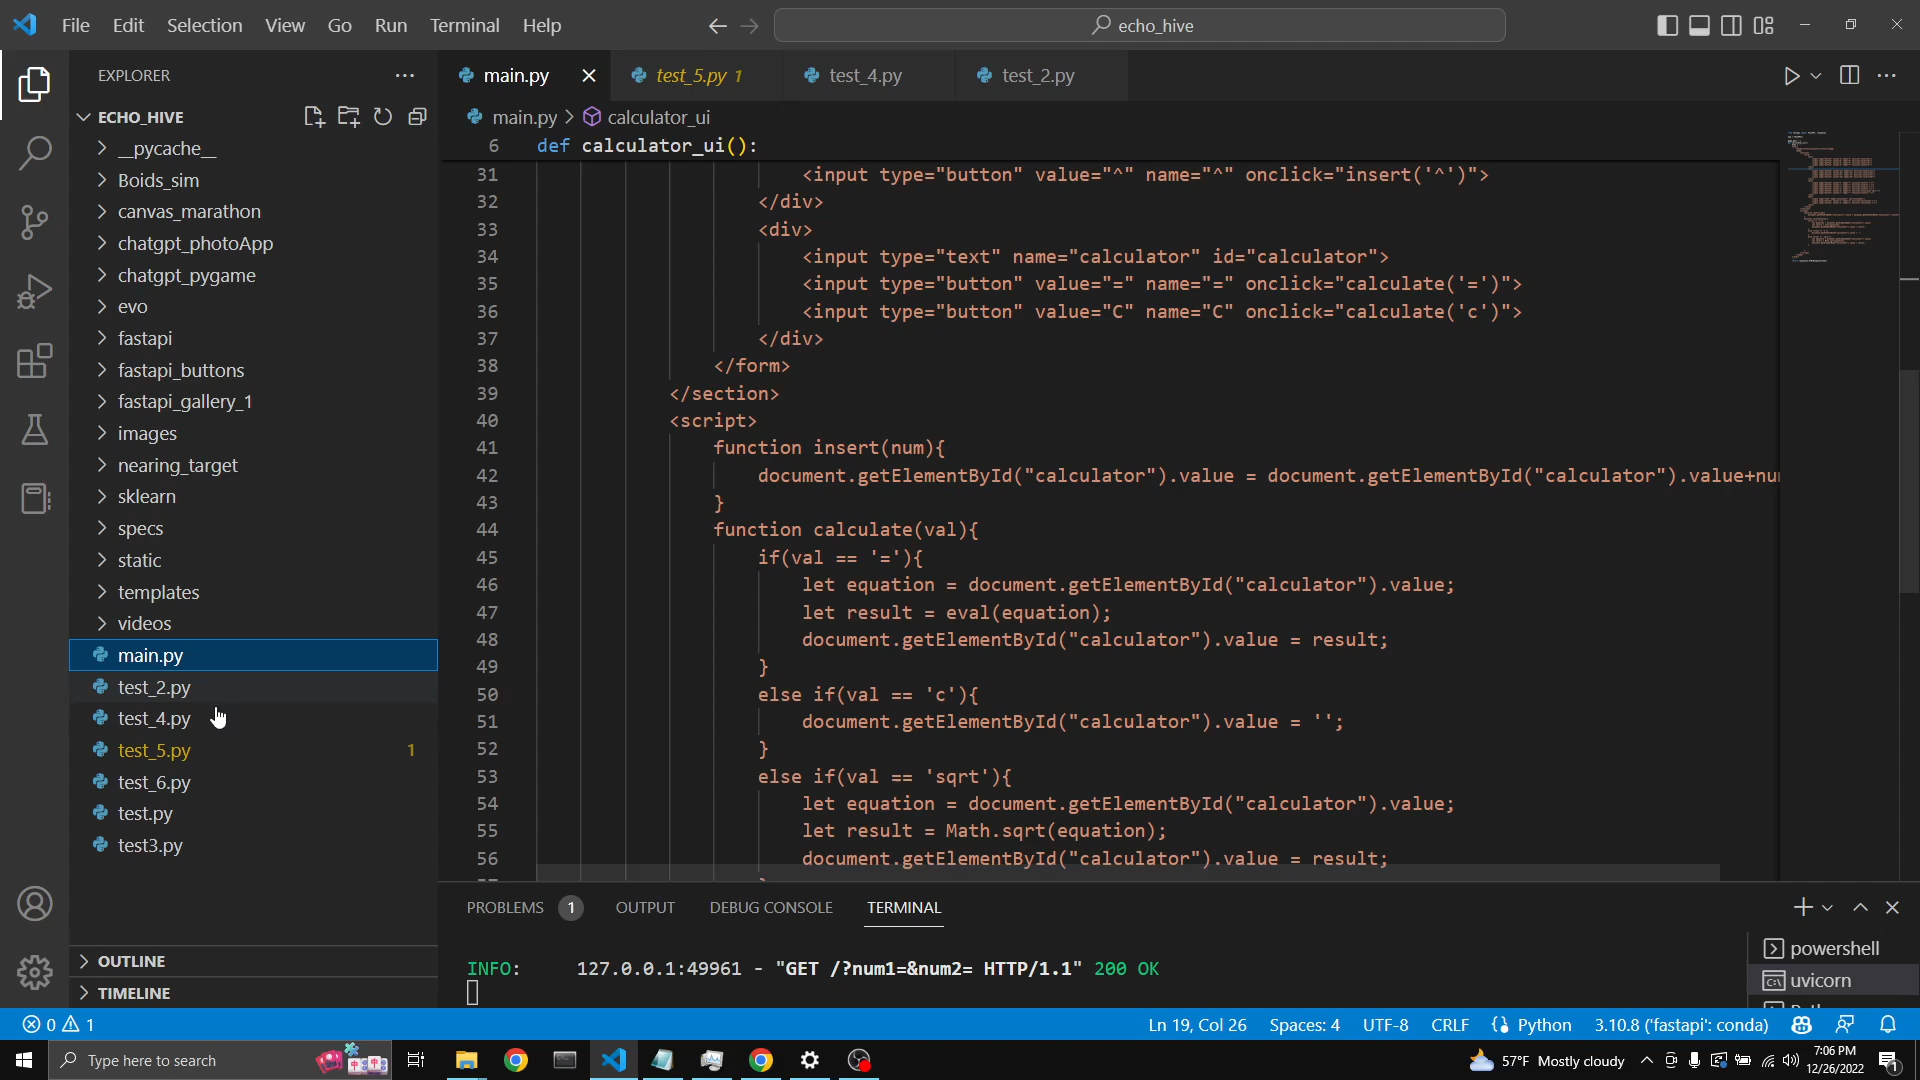 File Edit Selection View Go Run Terminal Help
echo_hive
EXPLORER
main.py
test_5.py 1
test_4.py
test_2.py
ECHO_HIVE
main.py > calculator_ui
__pycache__
Boids_sim
canvas_marathon
chatgpt_photoApp
chatgpt_pygame
evo
fastapi
fastapi_buttons
fastapi_gallery_1
images
nearing_target
sklearn
specs
static
templates
videos
main.py
test_2.py
test_4.py
test_5.py 1
test_6.py
test.py
test3.py
OUTLINE
TIMELINE
6 def calculator_ui():
31 <input type="button" value="^" name="^" onclick="insert('^')">
32 </div>
33 <div>
34 <input type="text" name="calculator" id="calculator">
35 <input type="button" value="=" name="=" onclick="calculate('=')">
36 <input type="button" value="C" name="C" onclick="calculate('c')">
37 </div>
38 </form>
39 </section>
40 <script>
41 function insert(num){
42 document.getElementById("calculator").value = document.getElementById("calculator").value+nu
43 }
44 function calculate(val){
45 if(val == '='){
46 let equation = document.getElementById("calculator").value;
47 let result = eval(equation);
48 document.getElementById("calculator").value = result;
49 }
50 else if(val == 'c'){
51 document.getElementById("calculator").value = '';
52 }
53 else if(val == 'sqrt'){
54 let equation = document.getElementById("calculator").value;
55 let result = Math.sqrt(equation);
56 document.getElementById("calculator").value = result;
PROBLEMS 1 OUTPUT DEBUG CONSOLE TERMINAL
INFO: 127.0.0.1:49961 - "GET /?num1=&num2= HTTP/1.1" 200 OK
powershell
uvicorn
0 1
Ln 19, Col 26 Spaces: 4 UTF-8 CRLF Python 3.10.8 ('fastapi': conda)
Type here to search
57°F Mostly cloudy
7:06 PM
12/26/2022
1